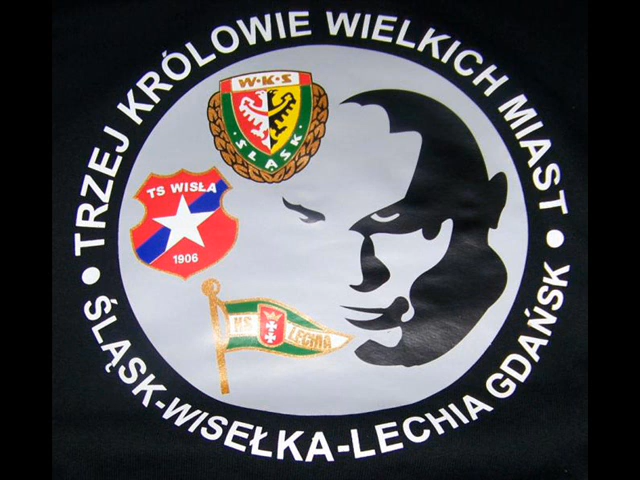 TRZEJ KRÓLOWIE WIELKICH MIAST
W·K·S
ŚLĄSK
TS WISŁA
1906
KS
LECHIA
• ŚLĄSK-WISEŁKA-LECHIA GDAŃSK •